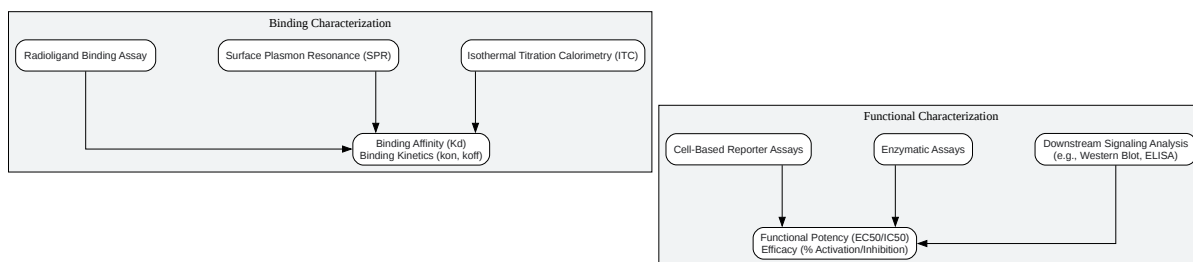 Binding Characterization
Radioligand Binding Assay
Surface Plasmon Resonance (SPR)
Isothermal Titration Calorimetry (ITC)
Binding Affinity (Kd)
Binding Kinetics (kon, koff)
Functional Characterization
Cell-Based Reporter Assays
Enzymatic Assays
Downstream Signaling Analysis
(e.g., Western Blot, ELISA)
Functional Potency (EC50/IC50)
Efficacy (% Activation/Inhibition)